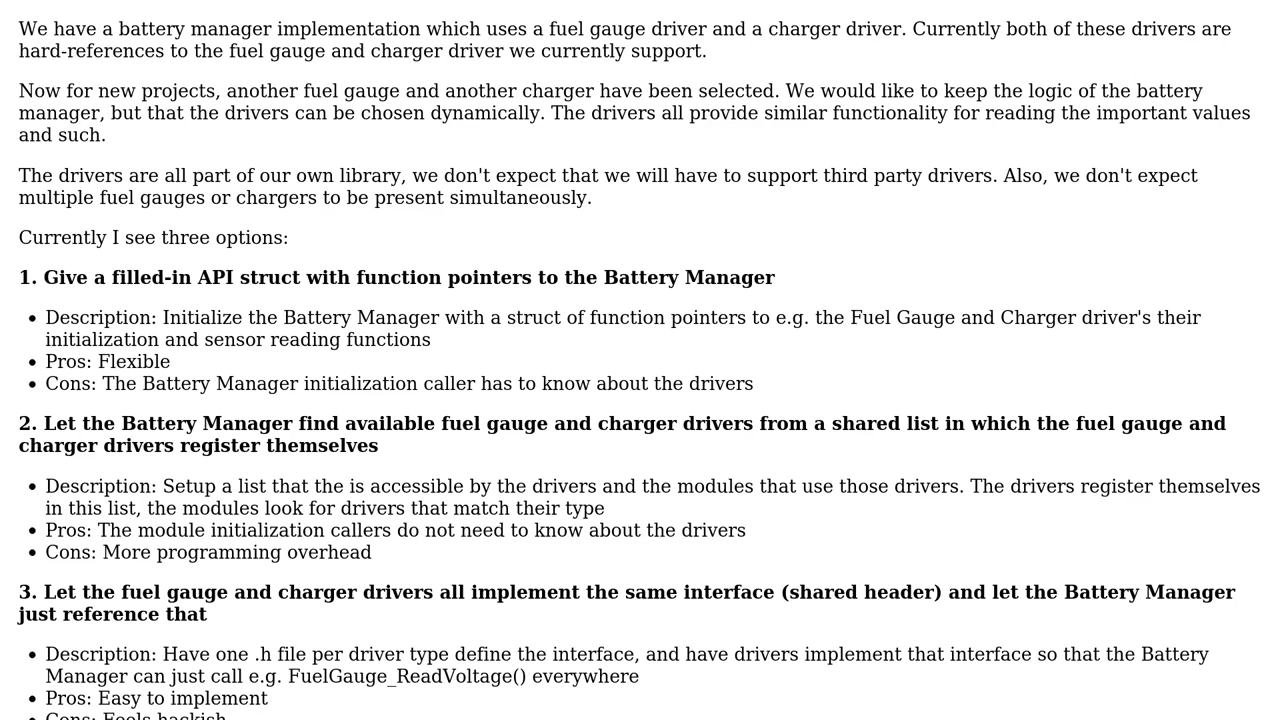 We have a battery manager implementation which uses a fuel gauge driver and a charger driver. Currently both of these drivers are
hard-references to the fuel gauge and charger driver we currently support.
Now for new projects, another fuel gauge and another charger have been selected. We would like to keep the logic of the battery
manager, but that the drivers can be chosen dynamically. The drivers all provide similar functionality for reading the important values
and such.
The drivers are all part of our own library, we don't expect that we will have to support third party drivers. Also, we don't expect
multiple fuel gauges or chargers to be present simultaneously.
Currently I see three options:
1. Give a filled-in API struct with function pointers to the Battery Manager
• Description: Initialize the Battery Manager with a struct of function pointers to e.g. the Fuel Gauge and Charger driver's their
initialization and sensor reading functions
• Pros: Flexible
• Cons: The Battery Manager initialization caller has to know about the drivers
2. Let the Battery Manager find available fuel gauge and charger drivers from a shared list in which the fuel gauge and
charger drivers register themselves
• Description: Setup a list that the is accessible by the drivers and the modules that use those drivers. The drivers register themselves
in this list, the modules look for drivers that match their type
• Pros: The module initialization callers do not need to know about the drivers
• Cons: More programming overhead
3. Let the fuel gauge and charger drivers all implement the same interface (shared header) and let the Battery Manager
just reference that
• Description: Have one .h file per driver type define the interface, and have drivers implement that interface so that the Battery
Manager can just call e.g. FuelGauge_ReadVoltage() everywhere
• Pros: Easy to implement
• Cons: Feels hackish